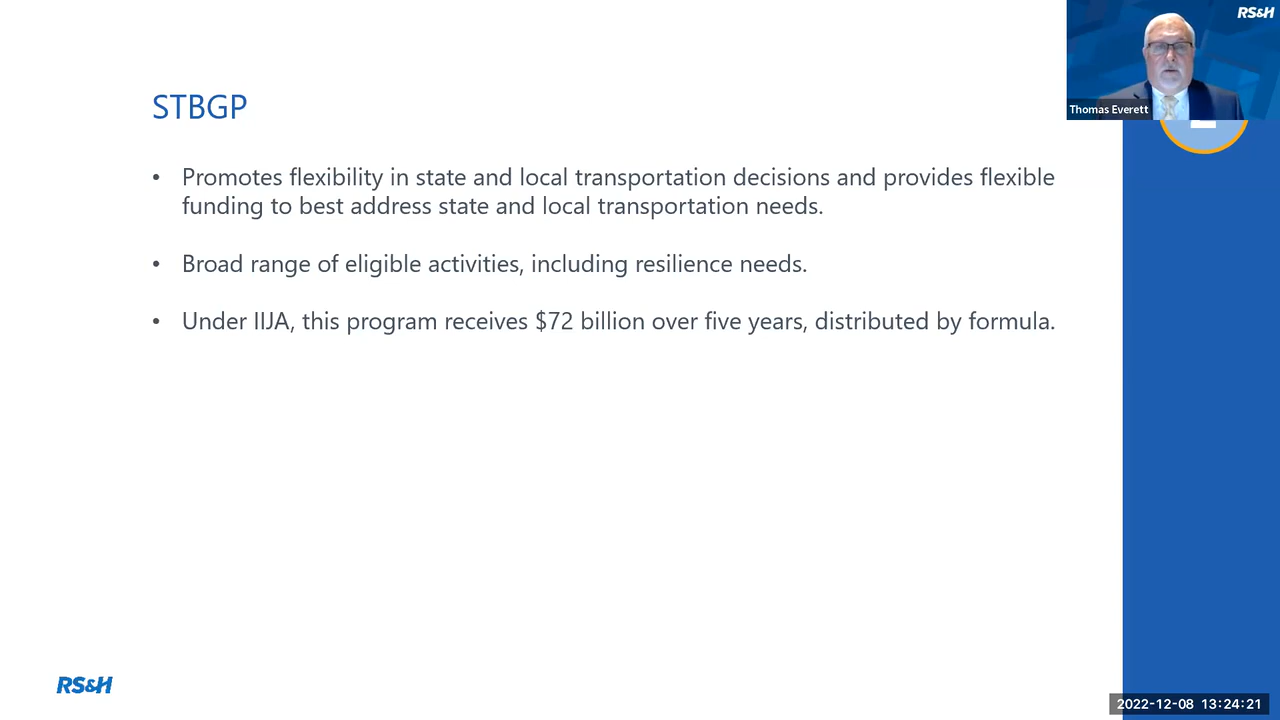 RS&H
Thomas Everett
STBGP
• Promotes flexibility in state and local transportation decisions and provides flexible
funding to best address state and local transportation needs.
• Broad range of eligible activities, including resilience needs.
• Under IIJA, this program receives $72 billion over five years, distributed by formula.
RS&H
2022-12-08 13:24:21